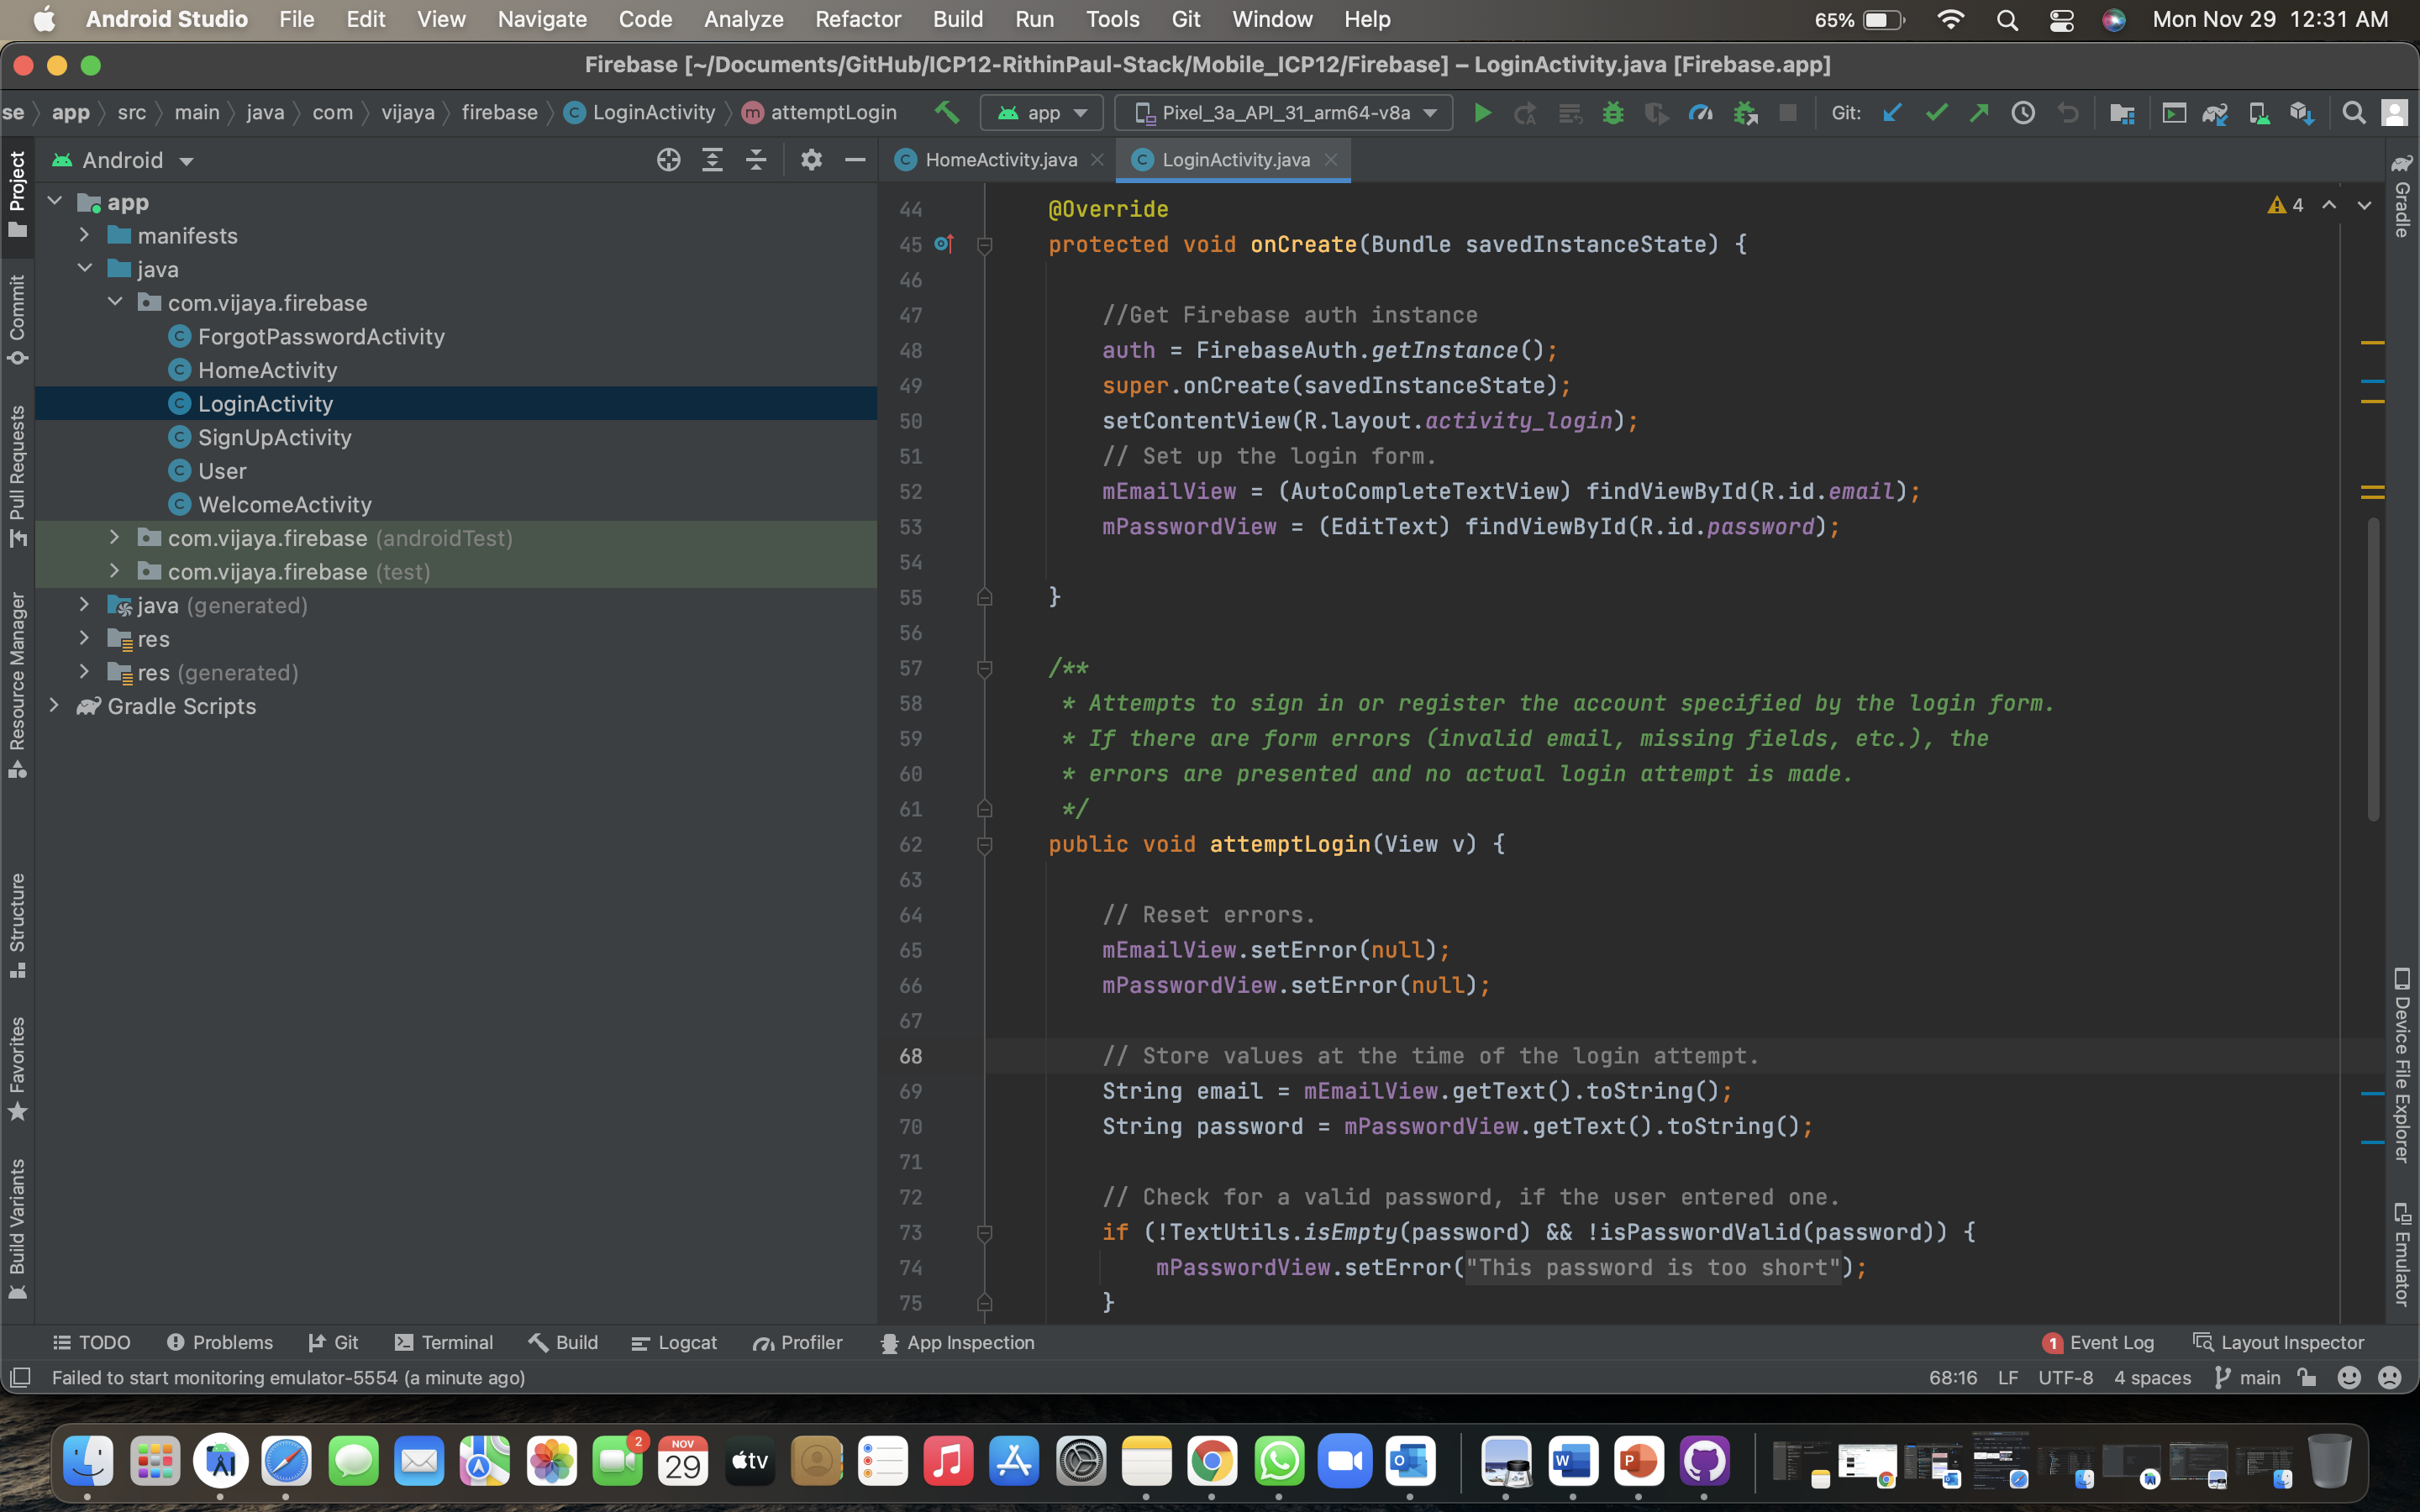 Android Studio File Edit View Navigate Code Analyze Refactor Build Run Tools Git Window Help 65% Mon Nov 29 12:31 AM
Firebase [~/Documents/GitHub/ICP12-RithinPaul-Stack/Mobile_ICP12/Firebase] – LoginActivity.java [Firebase.app]
se app src main java com vijaya firebase LoginActivity attemptLogin app Pixel_3a_API_31_arm64-v8a Git:
Android
HomeActivity.java LoginActivity.java
Project
Commit
Pull Requests
Resource Manager
Structure
Favorites
Build Variants
app
manifests
java
com.vijaya.firebase
ForgotPasswordActivity
HomeActivity
LoginActivity
SignUpActivity
User
WelcomeActivity
com.vijaya.firebase (androidTest)
com.vijaya.firebase (test)
java (generated)
res
res (generated)
Gradle Scripts
4
44 @Override
45 protected void onCreate(Bundle savedInstanceState) {
46
47 //Get Firebase auth instance
48 auth = FirebaseAuth.getInstance();
49 super.onCreate(savedInstanceState);
50 setContentView(R.layout.activity_login);
51 // Set up the login form.
52 mEmailView = (AutoCompleteTextView) findViewById(R.id.email);
53 mPasswordView = (EditText) findViewById(R.id.password);
54
55 }
56
57 /**
58 * Attempts to sign in or register the account specified by the login form.
59 * If there are form errors (invalid email, missing fields, etc.), the
60 * errors are presented and no actual login attempt is made.
61 */
62 public void attemptLogin(View v) {
63
64 // Reset errors.
65 mEmailView.setError(null);
66 mPasswordView.setError(null);
67
68 // Store values at the time of the login attempt.
69 String email = mEmailView.getText().toString();
70 String password = mPasswordView.getText().toString();
71
72 // Check for a valid password, if the user entered one.
73 if (!TextUtils.isEmpty(password) && !isPasswordValid(password)) {
74 mPasswordView.setError("This password is too short");
75 }
Gradle
Device File Explorer
Emulator
TODO Problems Git Terminal Build Logcat Profiler App Inspection 1 Event Log Layout Inspector
Failed to start monitoring emulator-5554 (a minute ago) 68:16 LF UTF-8 4 spaces main
2 NOV 29 tv W P